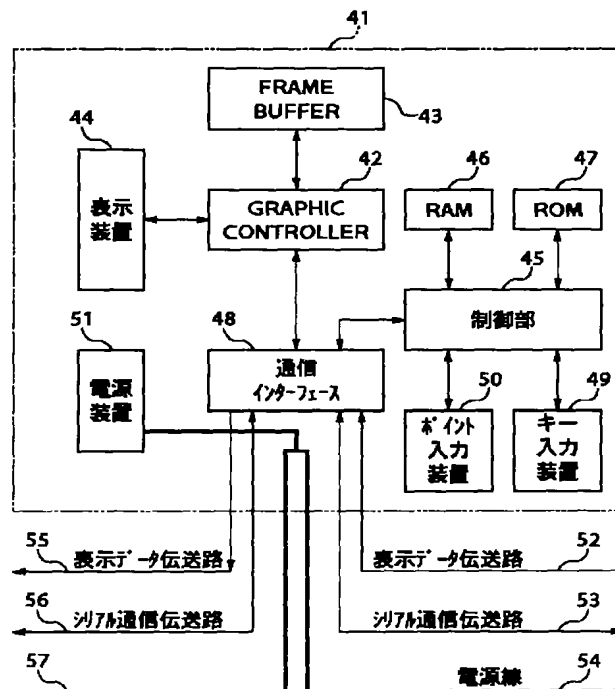 41
FRAME
BUFFER
43
44
42
46
47
表示
装置
GRAPHIC
CONTROLLER
RAM
ROM
45
51
48
制御部
電源
装置
通信
インターフェース
50
49
ポイント
入力
装置
キー
入力
装置
55
表示データ伝送路
表示データ伝送路
52
56
シリアル通信伝送路
シリアル通信伝送路
53
57
電源線
54